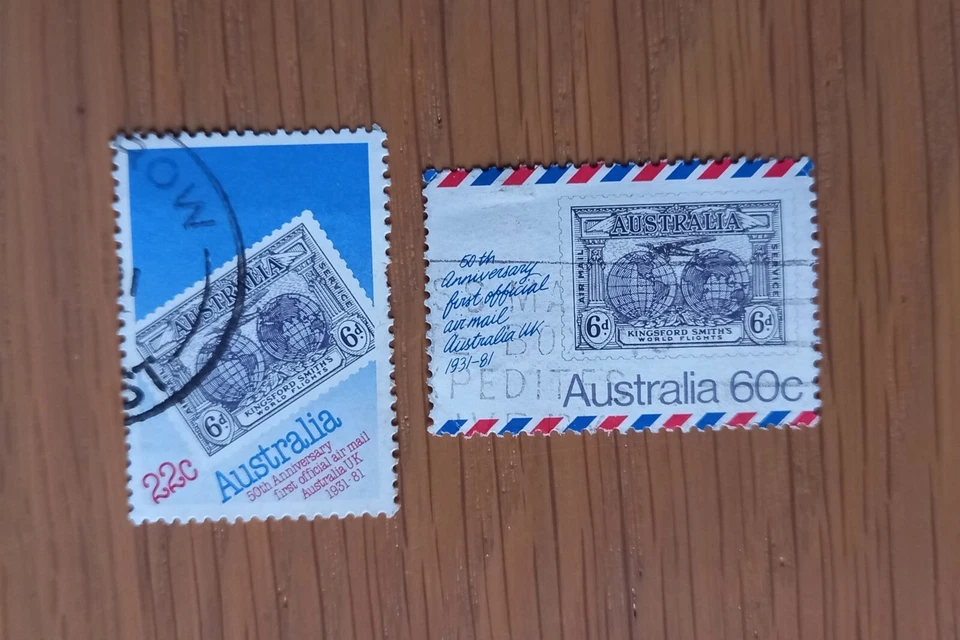 AUSTRALIA
AIR MAIL
SERVICE
6d
6d
KINGSFORD SMITH'S
WORLD FLIGHTS
22c
Australia
50th Anniversary
first official air mail
Australia UK
1931-81
AUSTRALIA
AIR MAIL
SERVICE
6d
6d
KINGSFORD SMITH'S
WORLD FLIGHTS
50th
Anniversary
first official
air mail
Australia UK
1931-81
Australia 60c